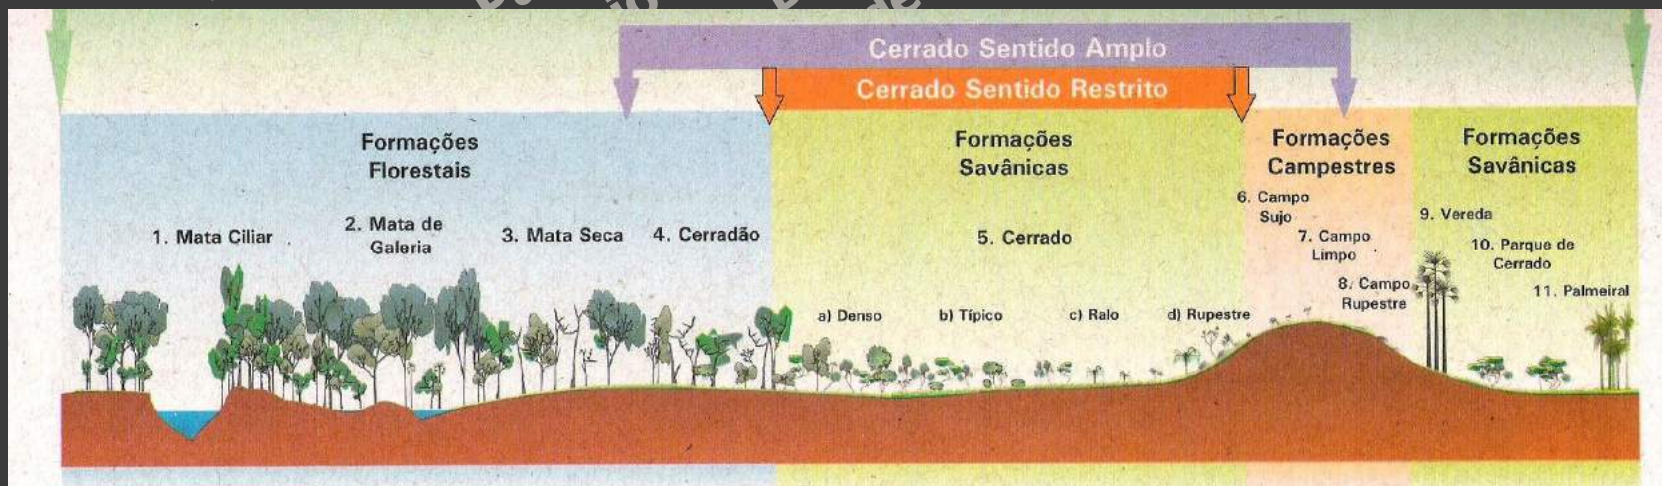 Cerrado Sentido Amplo
Cerrado Sentido Restrito
Formações
Florestais
Formações
Savânicas
Formações
Campestres
Formações
Savânicas
1. Mata Ciliar
2. Mata de
Galeria
3. Mata Seca
4. Cerradão
5. Cerrado
a) Denso
b) Típico
c) Ralo
d) Rupestre
6. Campo
Sujo
7. Campo
Limpo
8. Campo
Rupestre
9. Vereda
10. Parque de
Cerrado
11. Palmeiral